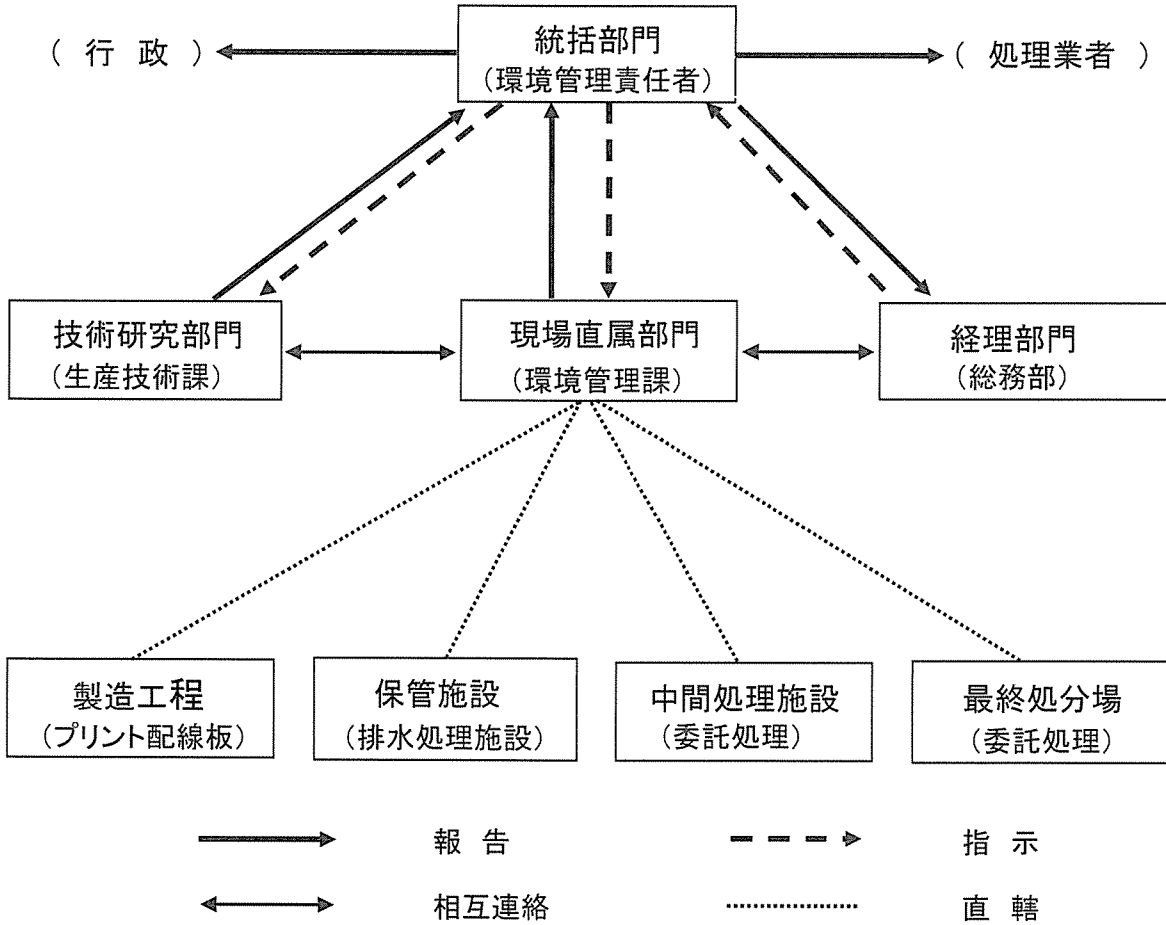 統括部門
(環境管理責任者)
( 行 政 )
( 処理業者 )
技術研究部門
(生産技術課)
現場直属部門
(環境管理課)
経理部門
(総務部)
製造工程
(プリント配線板)
保管施設
(排水処理施設)
中間処理施設
(委託処理)
最終処分場
(委託処理)
報 告
指 示
相互連絡
直 轄